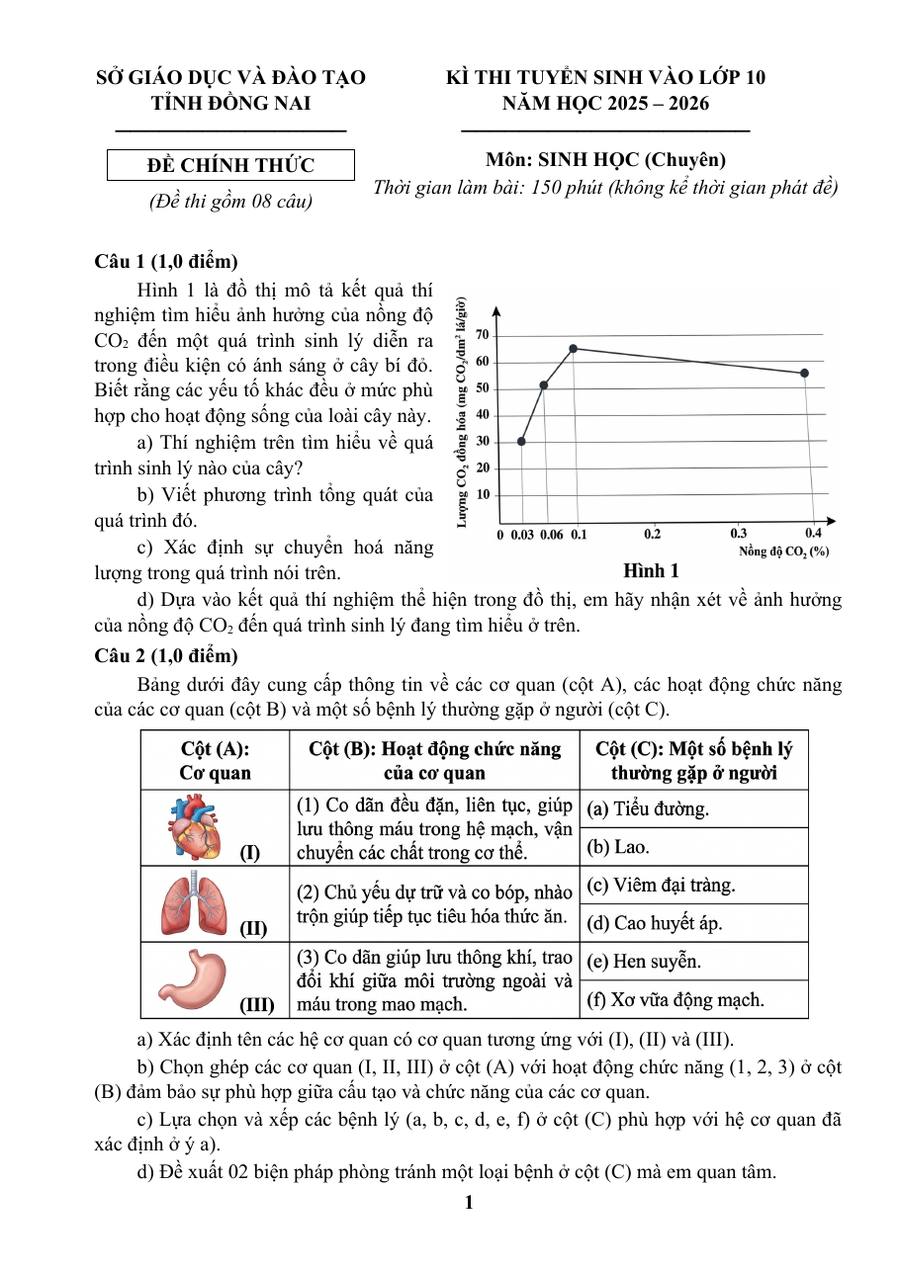 SỞ GIÁO DỤC VÀ ĐÀO TẠO
TỈNH ĐỒNG NAI
ĐỀ CHÍNH THỨC
(Đề thi gồm 08 câu)
KÌ THI TUYỂN SINH VÀO LỚP 10
NĂM HỌC 2025 – 2026
Môn: SINH HỌC (Chuyên)
Thời gian làm bài: 150 phút (không kể thời gian phát đề)
Câu 1 (1,0 điểm)
Hình 1 là đồ thị mô tả kết quả thí
nghiệm tìm hiểu ảnh hưởng của nồng độ
CO₂ đến một quá trình sinh lý diễn ra
trong điều kiện có ánh sáng ở cây bí đỏ.
Biết rằng các yếu tố khác đều ở mức phù
hợp cho hoạt động sống của loài cây này.
a) Thí nghiệm trên tìm hiểu về quá
trình sinh lý nào của cây?
b) Viết phương trình tổng quát của
quá trình đó.
c) Xác định sự chuyển hoá năng
lượng trong quá trình nói trên.
Lượng CO₂ đồng hóa (mg CO₂/dm² lá/giờ)
70
60
50
40
30
20
10
0 0.03 0.06 0.1 0.2 0.3 0.4
Nồng độ CO₂ (%)
Hình 1
d) Dựa vào kết quả thí nghiệm thể hiện trong đồ thị, em hãy nhận xét về ảnh hưởng
của nồng độ CO₂ đến quá trình sinh lý đang tìm hiểu ở trên.
Câu 2 (1,0 điểm)
Bảng dưới đây cung cấp thông tin về các cơ quan (cột A), các hoạt động chức năng
của các cơ quan (cột B) và một số bệnh lý thường gặp ở người (cột C).
Cột (A):
Cơ quan
Cột (B): Hoạt động chức năng
của cơ quan
Cột (C): Một số bệnh lý
thường gặp ở người
(I)
(1) Co dãn đều đặn, liên tục, giúp
lưu thông máu trong hệ mạch, vận
chuyển các chất trong cơ thể.
(a) Tiểu đường.
(b) Lao.
(II)
(2) Chủ yếu dự trữ và co bóp, nhào
trộn giúp tiếp tục tiêu hóa thức ăn.
(c) Viêm đại tràng.
(d) Cao huyết áp.
(III)
(3) Co dãn giúp lưu thông khí, trao
đổi khí giữa môi trường ngoài và
máu trong mao mạch.
(e) Hen suyễn.
(f) Xơ vữa động mạch.
a) Xác định tên các hệ cơ quan có cơ quan tương ứng với (I), (II) và (III).
b) Chọn ghép các cơ quan (I, II, III) ở cột (A) với hoạt động chức năng (1, 2, 3) ở cột
(B) đảm bảo sự phù hợp giữa cấu tạo và chức năng của các cơ quan.
c) Lựa chọn và xếp các bệnh lý (a, b, c, d, e, f) ở cột (C) phù hợp với hệ cơ quan đã
xác định ở ý a).
d) Đề xuất 02 biện pháp phòng tránh một loại bệnh ở cột (C) mà em quan tâm.
1